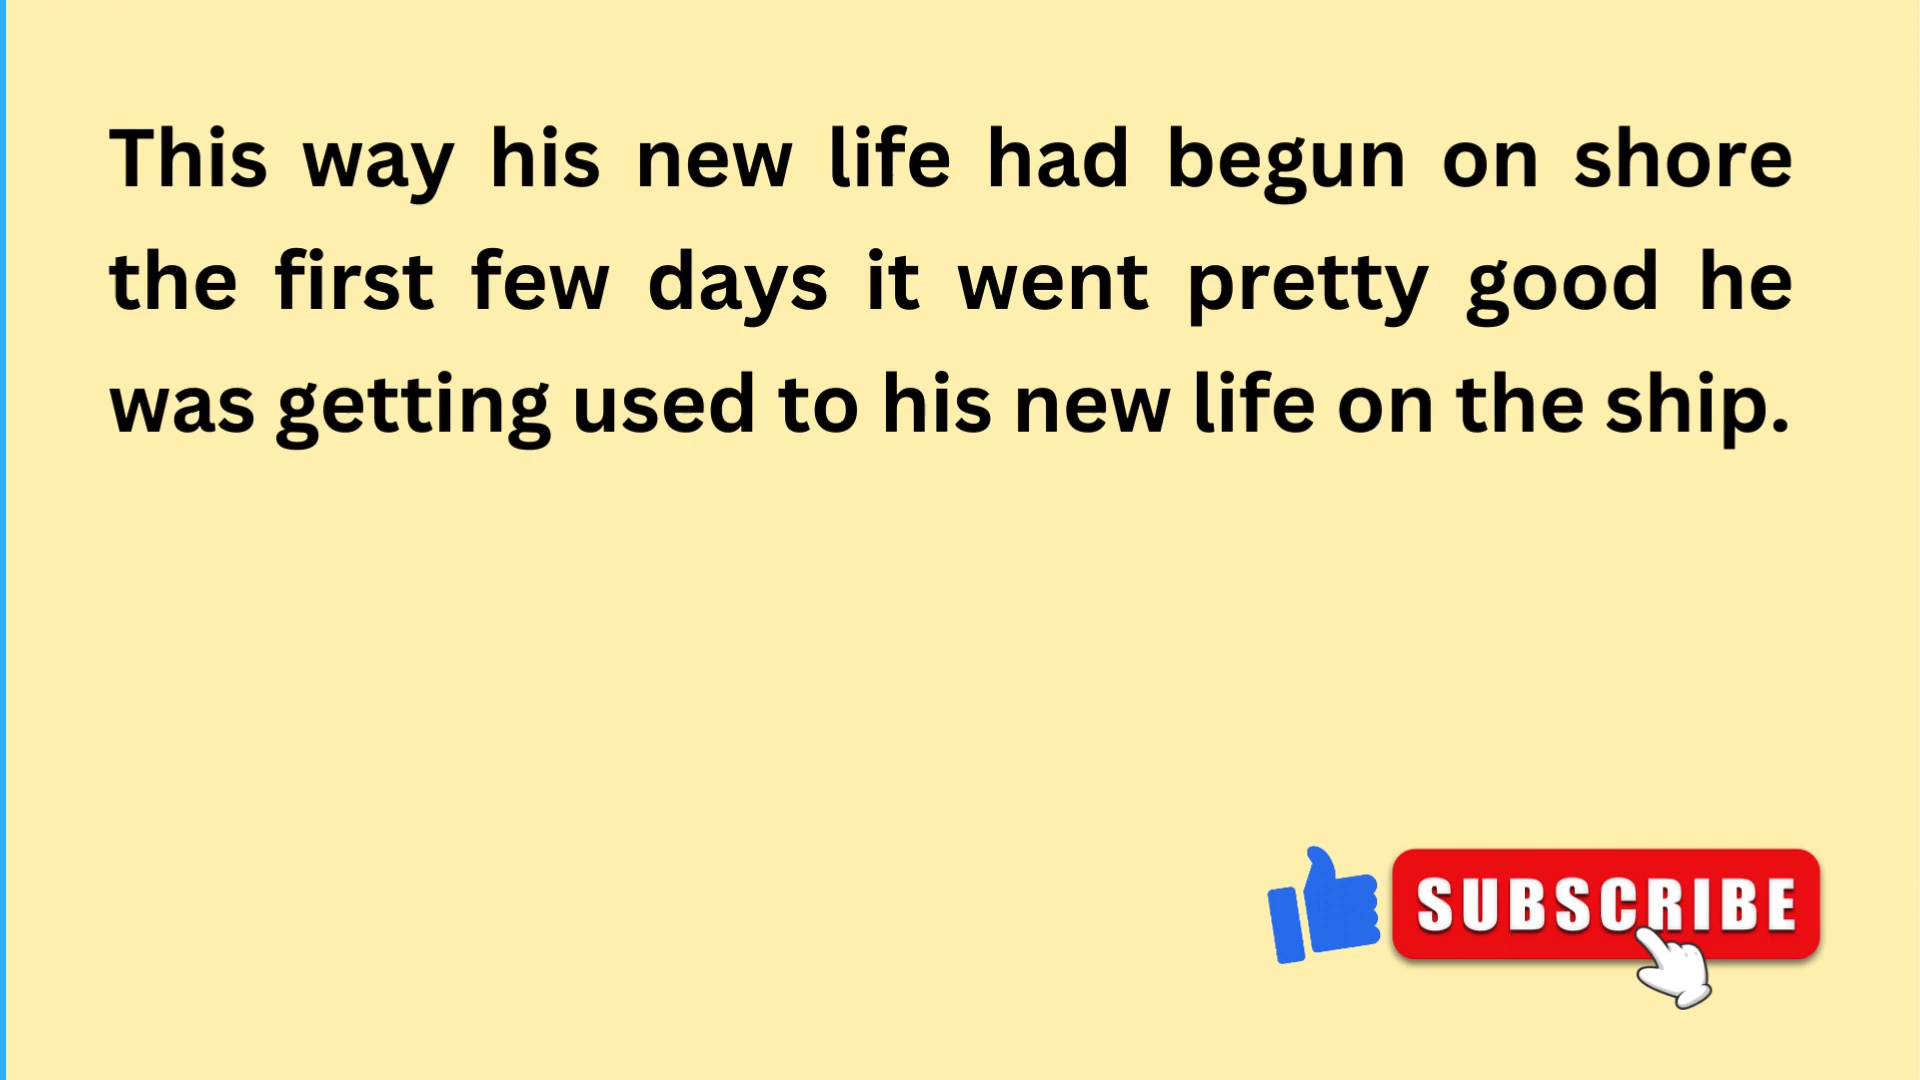 This way his new life had begun on shore
the first few days it went pretty good he
was getting used to his new life on the ship.
SUBSCRIBE